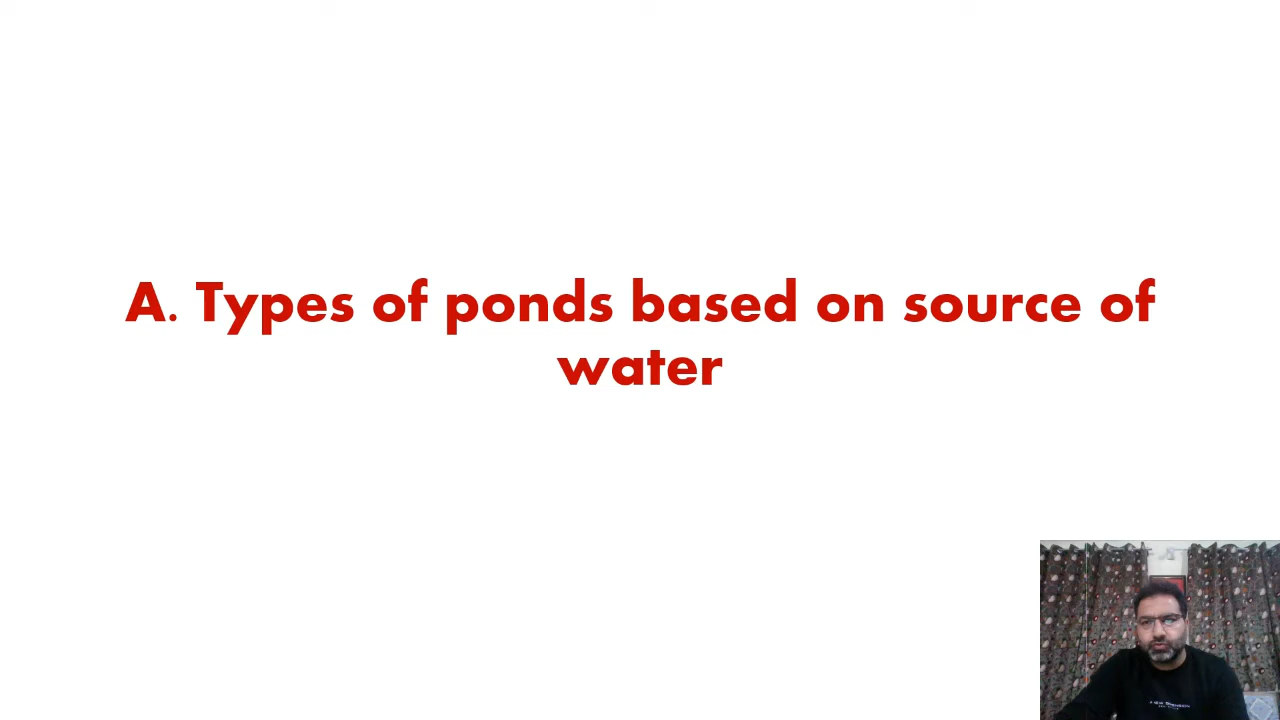 A. Types of ponds based on source of
water